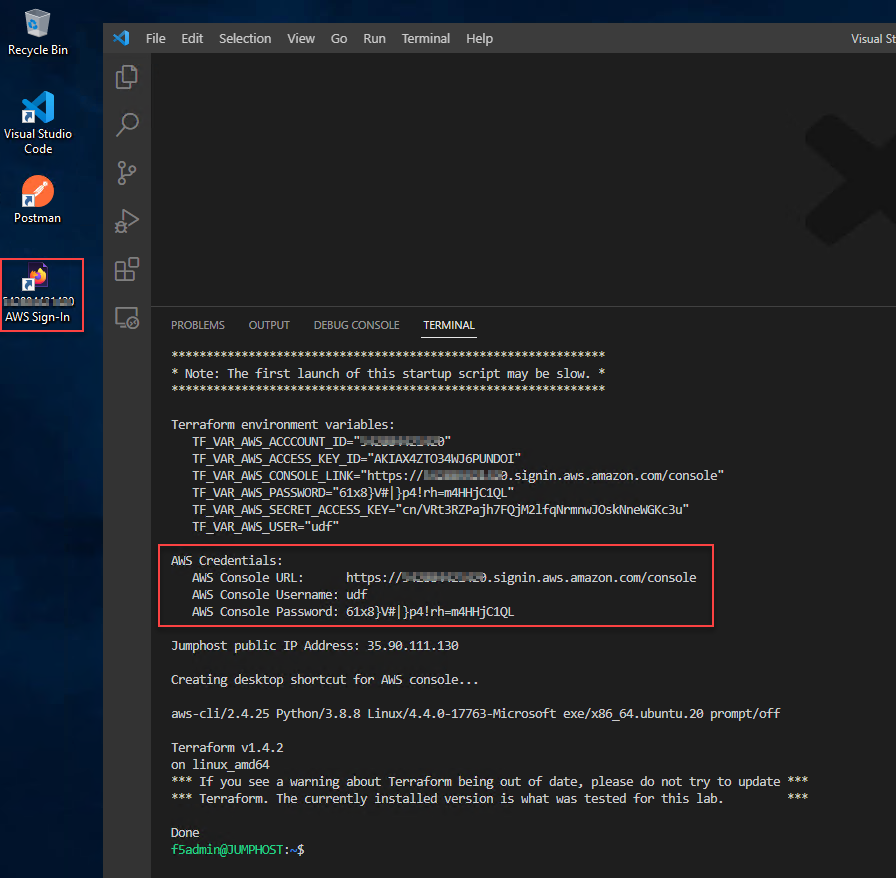 Recycle Bin
Visual Studio
Code
Postman
AWS Sign-In
File Edit Selection View Go Run Terminal Help
Visual St
PROBLEMS OUTPUT DEBUG CONSOLE TERMINAL
**************************************************************
* Note: The first launch of this startup script may be slow. *
**************************************************************
Terraform environment variables:
TF_VAR_AWS_ACCCOUNT_ID="
TF_VAR_AWS_ACCESS_KEY_ID="AKIAX4ZTO34WJ6PUNDOI"
TF_VAR_AWS_CONSOLE_LINK="https:// .signin.aws.amazon.com/console"
TF_VAR_AWS_PASSWORD="61x8}V#|}p4!rh=m4HHjC1QL"
TF_VAR_AWS_SECRET_ACCESS_KEY="cn/VRt3RZPajh7FQjM2lfqNrmnwJOskNneWGKc3u"
TF_VAR_AWS_USER="udf"
AWS Credentials:
AWS Console URL: https:// .signin.aws.amazon.com/console
AWS Console Username: udf
AWS Console Password: 61x8}V#|}p4!rh=m4HHjC1QL
Jumphost public IP Address: 35.90.111.130
Creating desktop shortcut for AWS console...
aws-cli/2.4.25 Python/3.8.8 Linux/4.4.0-17763-Microsoft exe/x86_64.ubuntu.20 prompt/off
Terraform v1.4.2
on linux_amd64
*** If you see a warning about Terraform being out of date, please do not try to update ***
*** Terraform. The currently installed version is what was tested for this lab. ***
Done
f5admin@JUMPHOST:~$